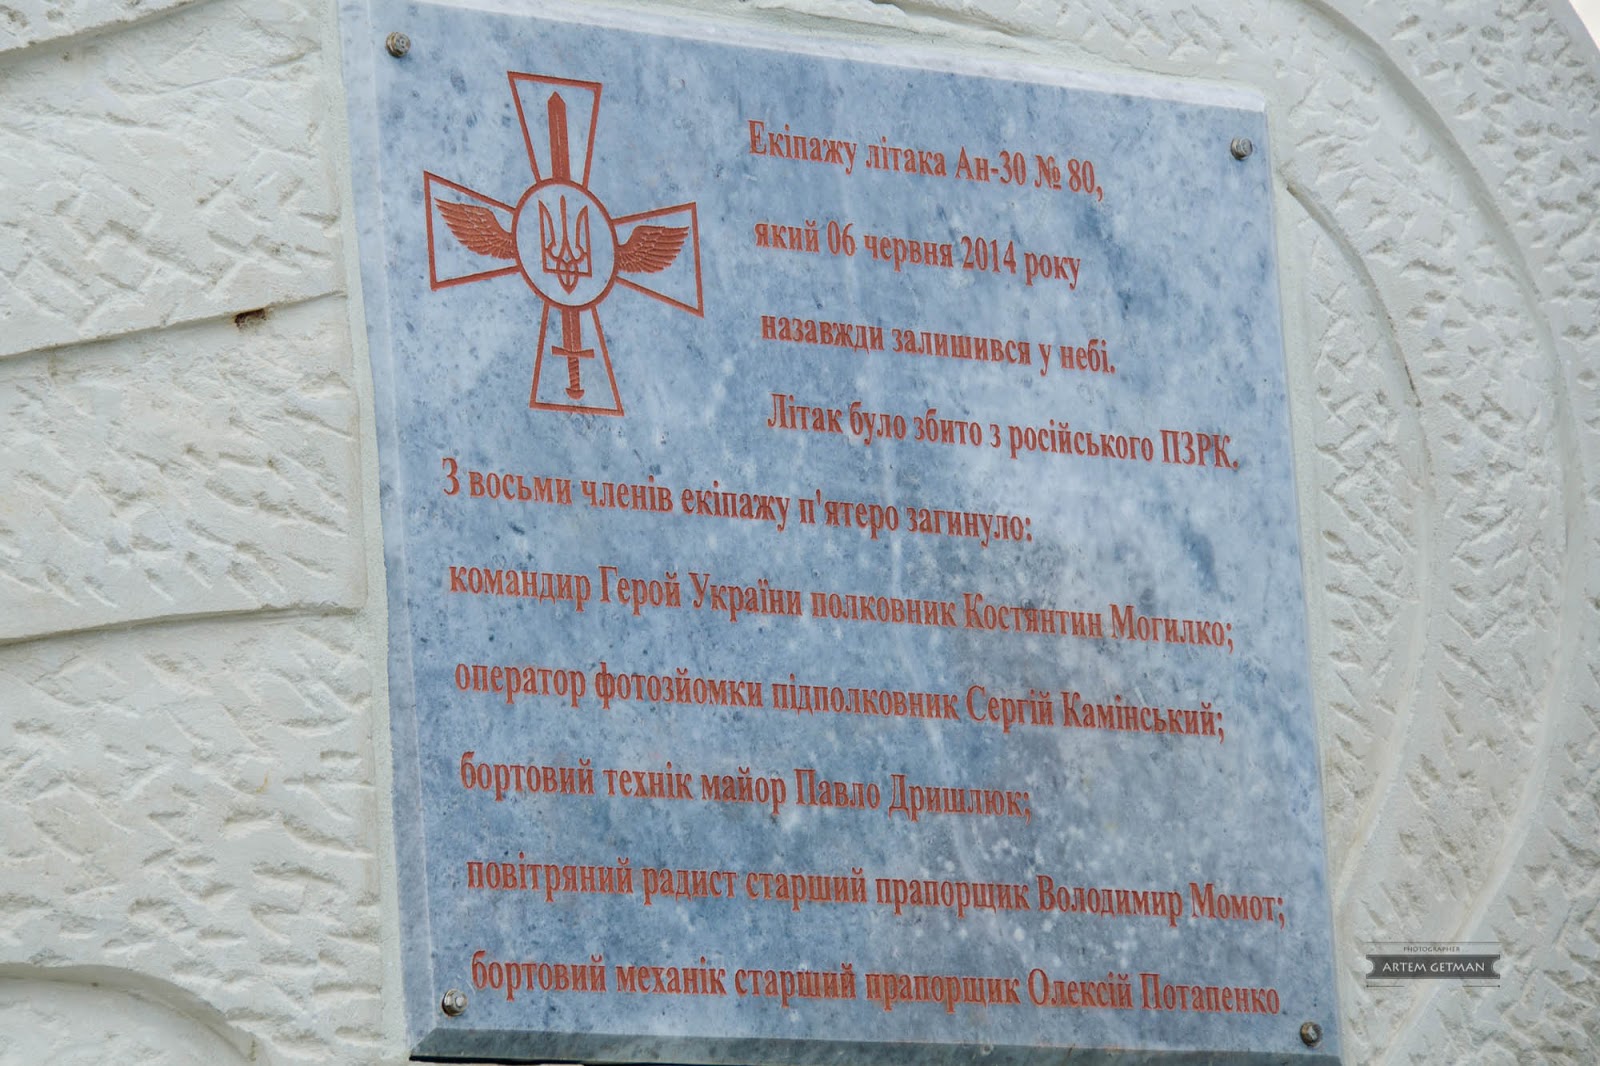 Екіпажу літака Ан-30 № 80,
який 06 червня 2014 року
назавжди залишився у небі.
Літак було збито з російського ПЗРК.
З восьми членів екіпажу п'ятеро загинуло:
командир Герой України полковник Костянтин Могилко;
оператор фотозйомки підполковник Сергій Камінський;
бортовий технік майор Павло Дришлюк;
повітряний радист старший прапорщик Володимир Момот;
бортовий механік старший прапорщик Олексій Потапенко
PHOTOGRAPHER
ARTEM GETMAN